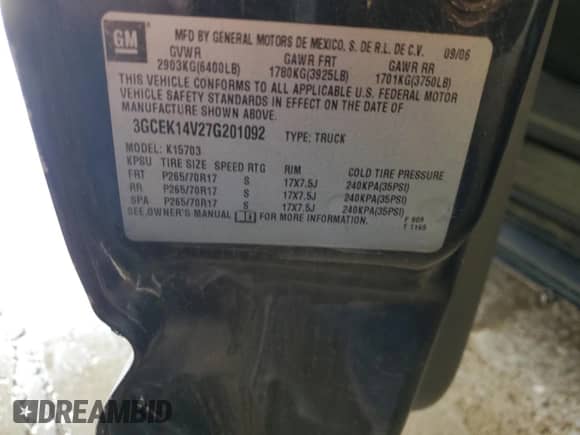 GM
MFD BY GENERAL MOTORS DE MEXICO, S. DE R.L. DE C.V. 09/06
GVWR GAWR FRT GAWR RR
2903KG(6400LB) 1780KG(3925LB) 1701KG(3750LB)
THIS VEHICLE CONFORMS TO ALL APPLICABLE U.S. FEDERAL MOTOR
VEHICLE SAFETY STANDARDS IN EFFECT ON THE DATE OF
MANUFACTURE SHOWN ABOVE.
3GCEK14V27G201092 TYPE: TRUCK
MODEL: K15703
KPSU TIRE SIZE SPEED RTG RIM COLD TIRE PRESSURE
FRT P265/70R17 S 17X7.5J 240KPA(35PSI)
RR P265/70R17 S 17X7.5J 240KPA(35PSI)
SPA P265/70R17 S 17X7.5J 240KPA(35PSI)
SEE OWNER'S MANUAL FOR MORE INFORMATION.
F 909
T 1165
DREAMBID